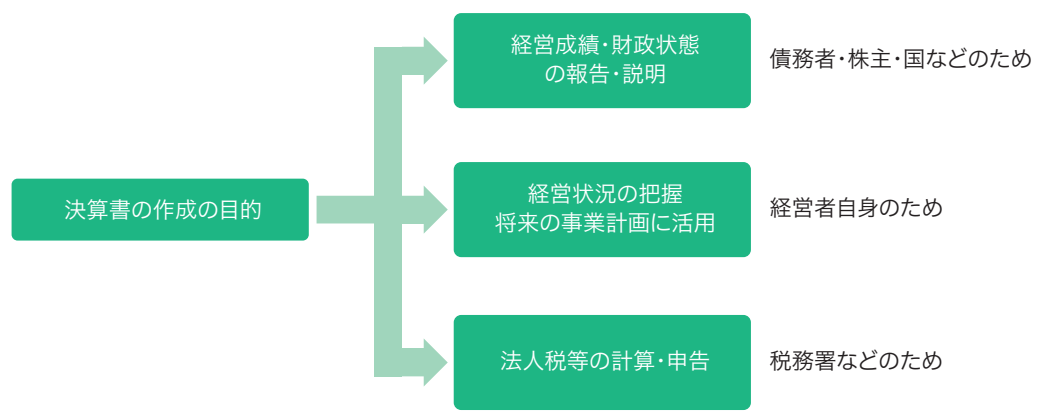 経営成績・財政状態
の報告・説明
債務者・株主・国などのため
決算書の作成の目的
経営状況の把握
将来の事業計画に活用
経営者自身のため
法人税等の計算・申告
税務署などのため